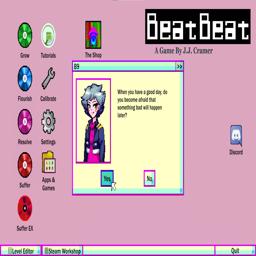 BeatBeat
A Game By J.J. Cramer
Grow
Tutorials
The Shop
89
>>
When you have a good day, do
you become afraid that
something bad will happen
later?
Flourish
Calibrate
Resolve
Settings
Discord
Yes
No
Suffer
Apps &
Games
Suffer EX
Level Editor
Steam Workshop
Quit